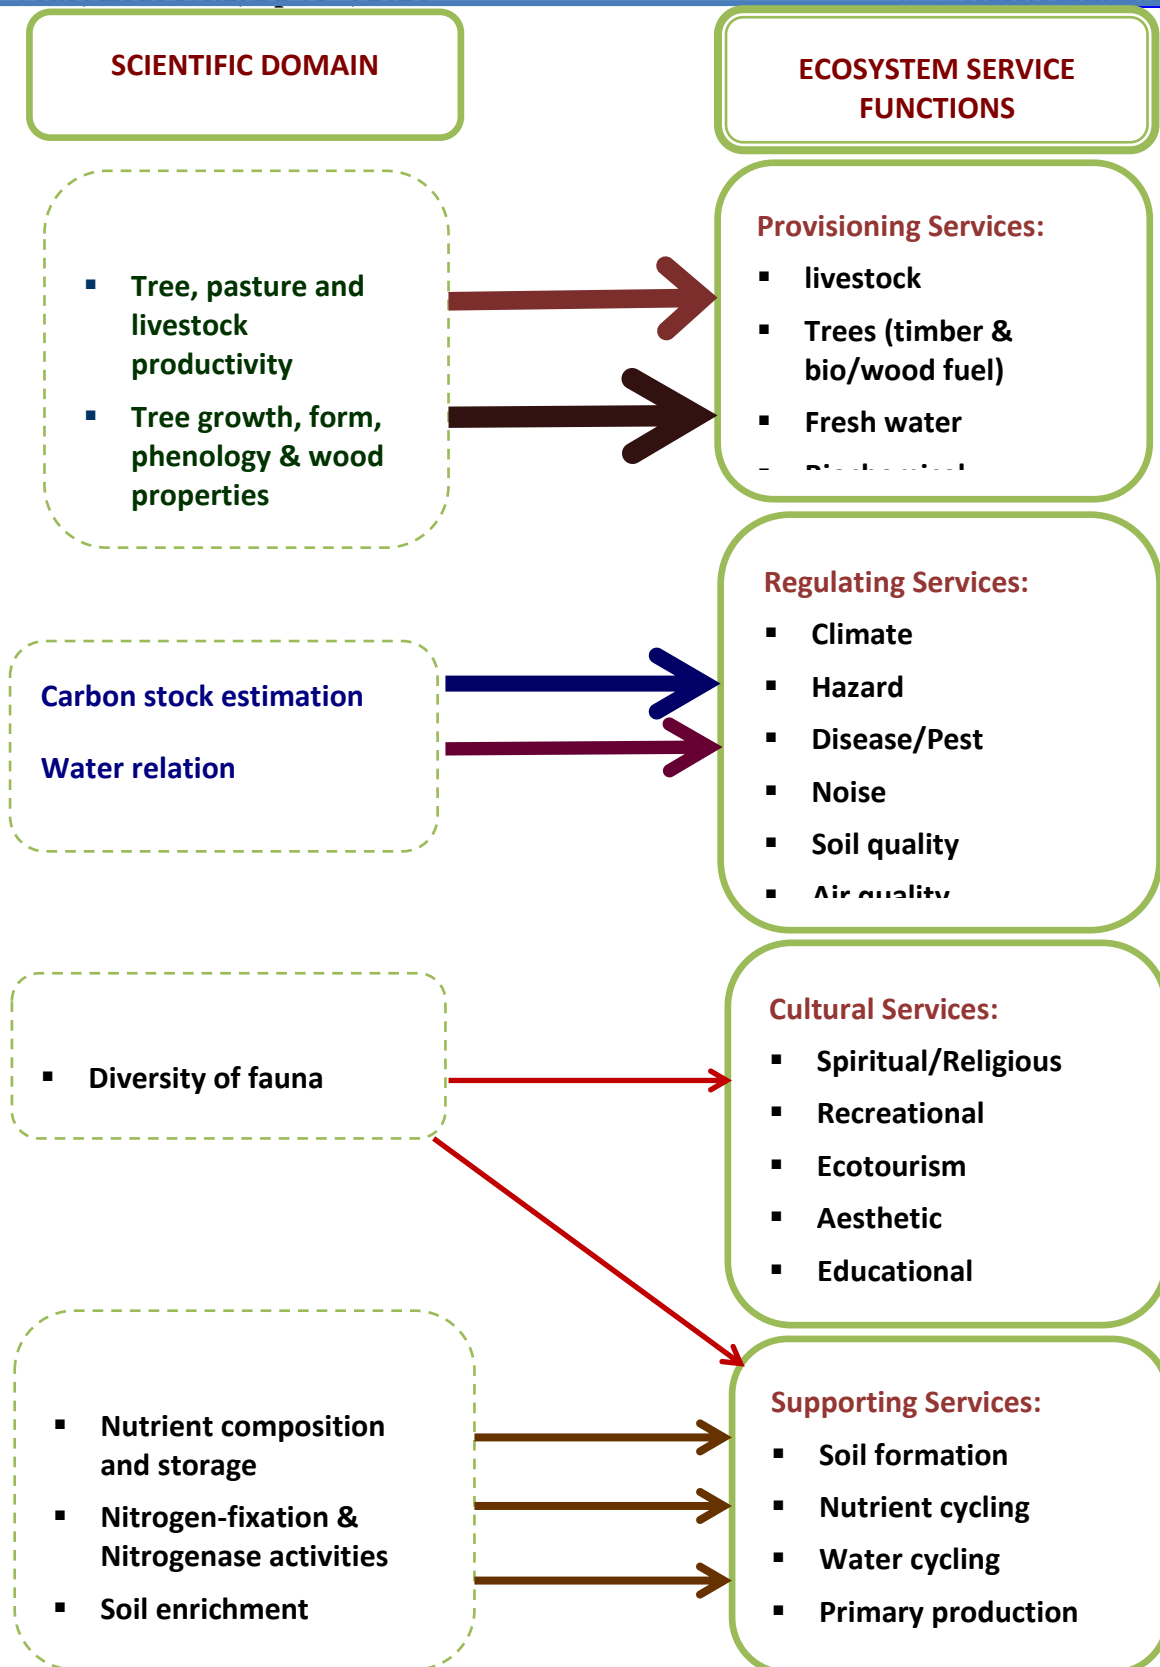 SCIENTIFIC DOMAIN
ECOSYSTEM SERVICE
FUNCTIONS
▪ Tree, pasture and
livestock
productivity
▪ Tree growth, form,
phenology & wood
properties
Provisioning Services:
▪ livestock
▪ Trees (timber &
bio/wood fuel)
▪ Fresh water
Carbon stock estimation
Water relation
Regulating Services:
▪ Climate
▪ Hazard
▪ Disease/Pest
▪ Noise
▪ Soil quality
▪ Air quality
▪ Diversity of fauna
Cultural Services:
▪ Spiritual/Religious
▪ Recreational
▪ Ecotourism
▪ Aesthetic
▪ Educational
▪ Nutrient composition
and storage
▪ Nitrogen-fixation &
Nitrogenase activities
▪ Soil enrichment
Supporting Services:
▪ Soil formation
▪ Nutrient cycling
▪ Water cycling
▪ Primary production